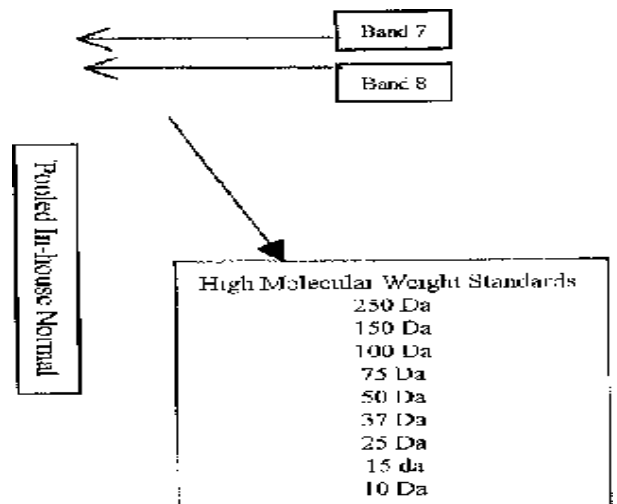 Band 7
Band 8
Pooled In-house Normal
High Molecular Weight Standards
250 Da
150 Da
100 Da
75 Da
50 Da
37 Da
25 Da
15 da
10 Da